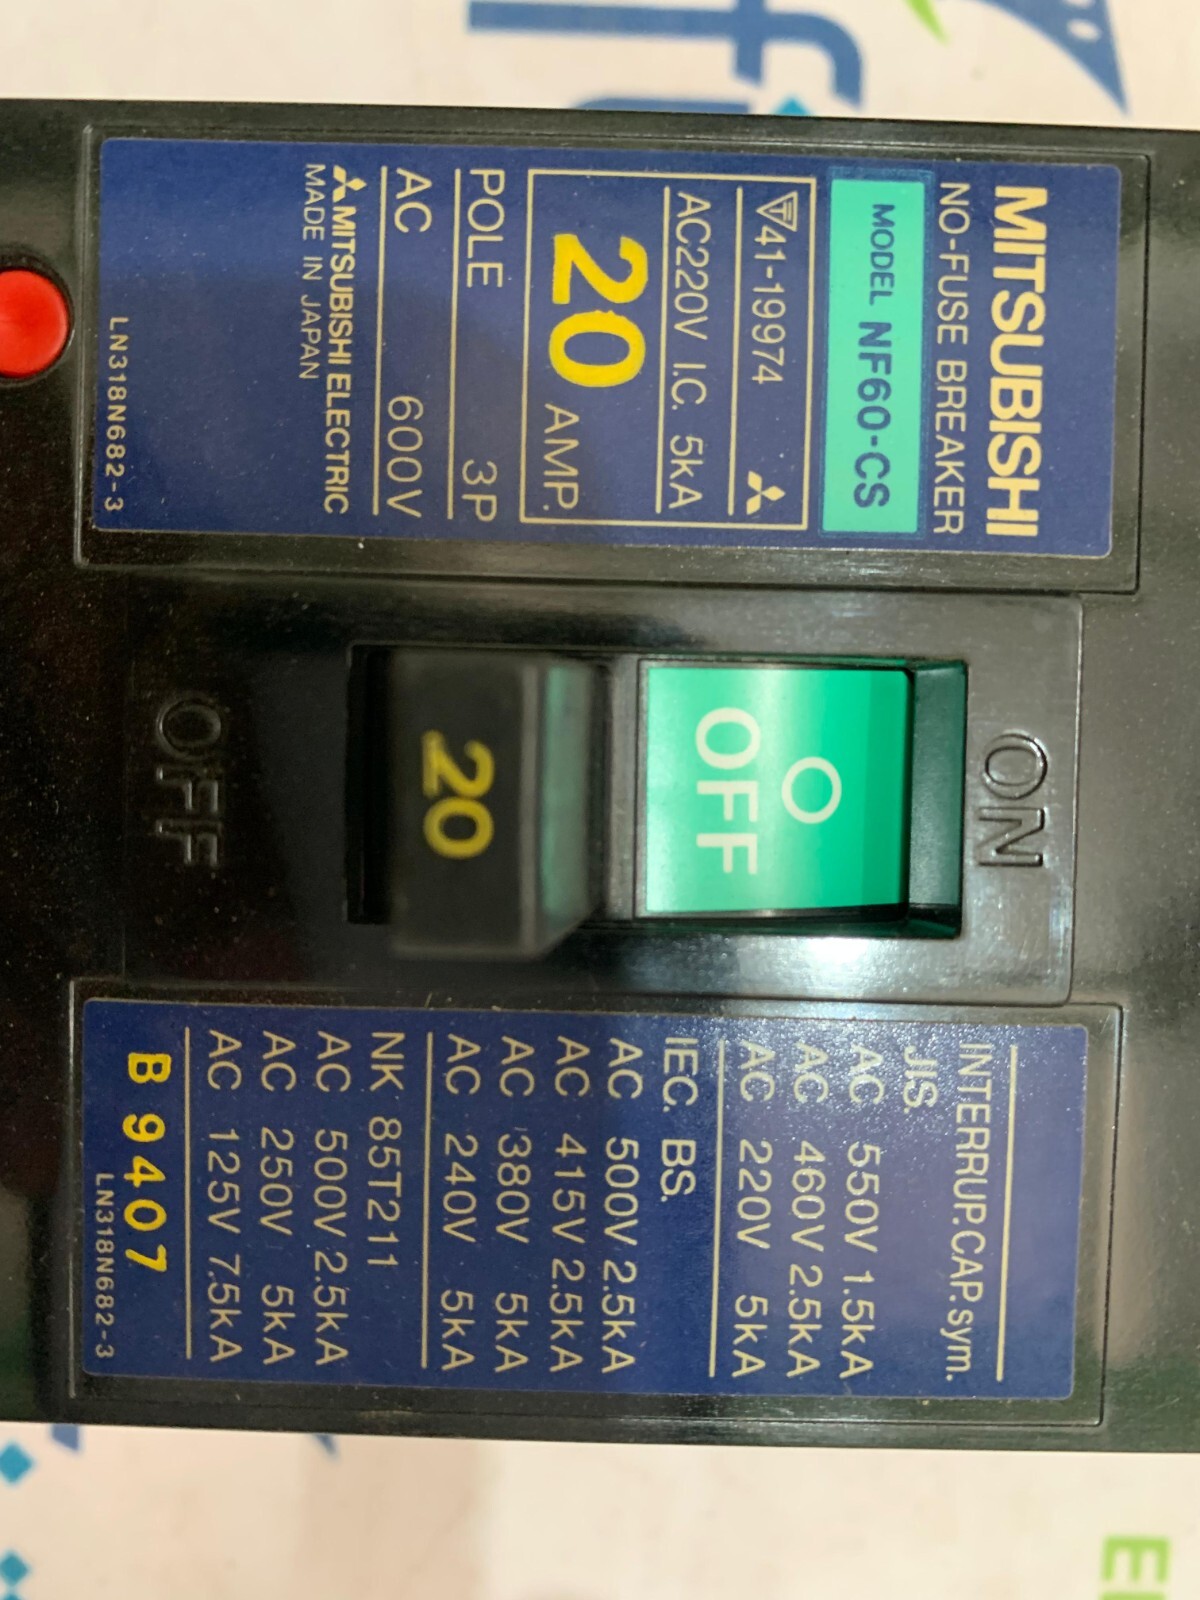 MITSUBISHI
NO-FUSE BREAKER
MODEL NF60-CS
41-19974
AC220V I.C. 5kA
20 AMP.
POLE 3P
AC 600V
MITSUBISHI ELECTRIC
MADE IN JAPAN
LN318N682-3
ON
OFF
20
OFF
INTERRUP.CAP.sym.
JIS.
AC 550V 1.5kA
AC 460V 2.5kA
AC 220V 5kA
IEC. BS.
AC 500V 2.5kA
AC 415V 2.5kA
AC 380V 5kA
AC 240V 5kA
NK 85T211
AC 500V 2.5kA
AC 250V 5kA
AC 125V 7.5kA
B 9407
LN318N682-3